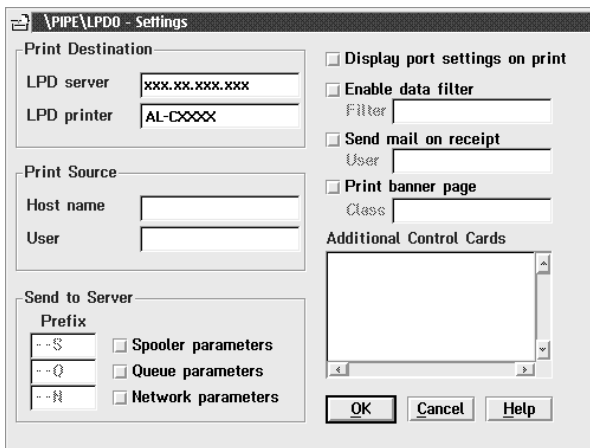 \PIPE\LPD0 - Settings
Print Destination
LPD server xxx.xx.xxx.xxx
LPD printer AL-CXXXX
Print Source
Host name
User
Send to Server
Prefix
--S Spooler parameters
--Q Queue parameters
--N Network parameters
Display port settings on print
Enable data filter
Filter
Send mail on receipt
User
Print banner page
Class
Additional Control Cards
OK Cancel Help